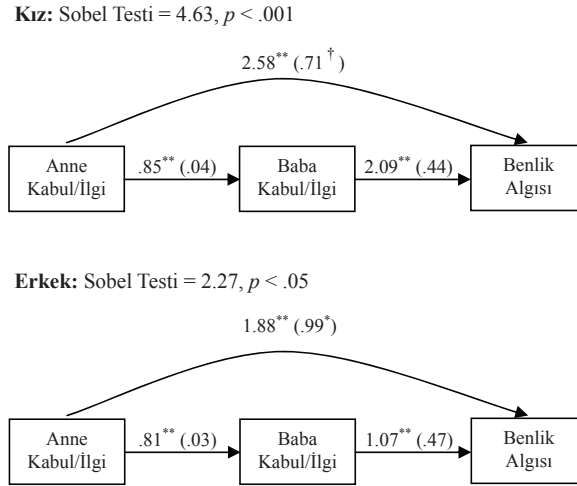 Kız: Sobel Testi = 4.63, p < .001
2.58** (.71†)
Anne
Kabul/İlgi
.85** (.04)
Baba
Kabul/İlgi
2.09** (.44)
Benlik
Algısı
Erkek: Sobel Testi = 2.27, p < .05
1.88** (.99*)
Anne
Kabul/İlgi
.81** (.03)
Baba
Kabul/İlgi
1.07** (.47)
Benlik
Algısı